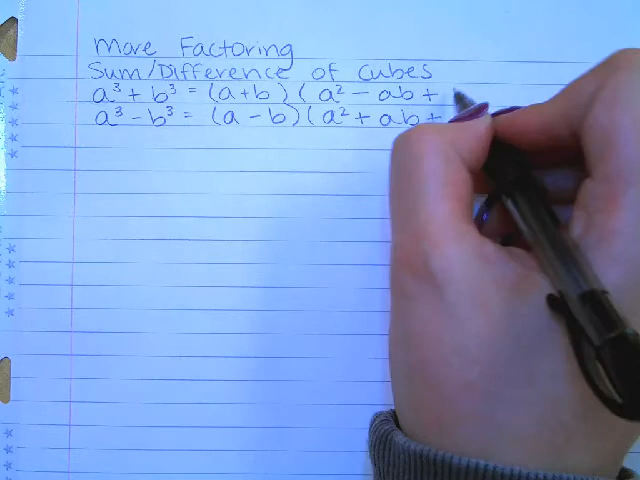 More Factoring
Sum/Difference of Cubes
a³ + b³ = (a+b) (a² - ab +
a³ - b³ = (a - b) (a² + ab +